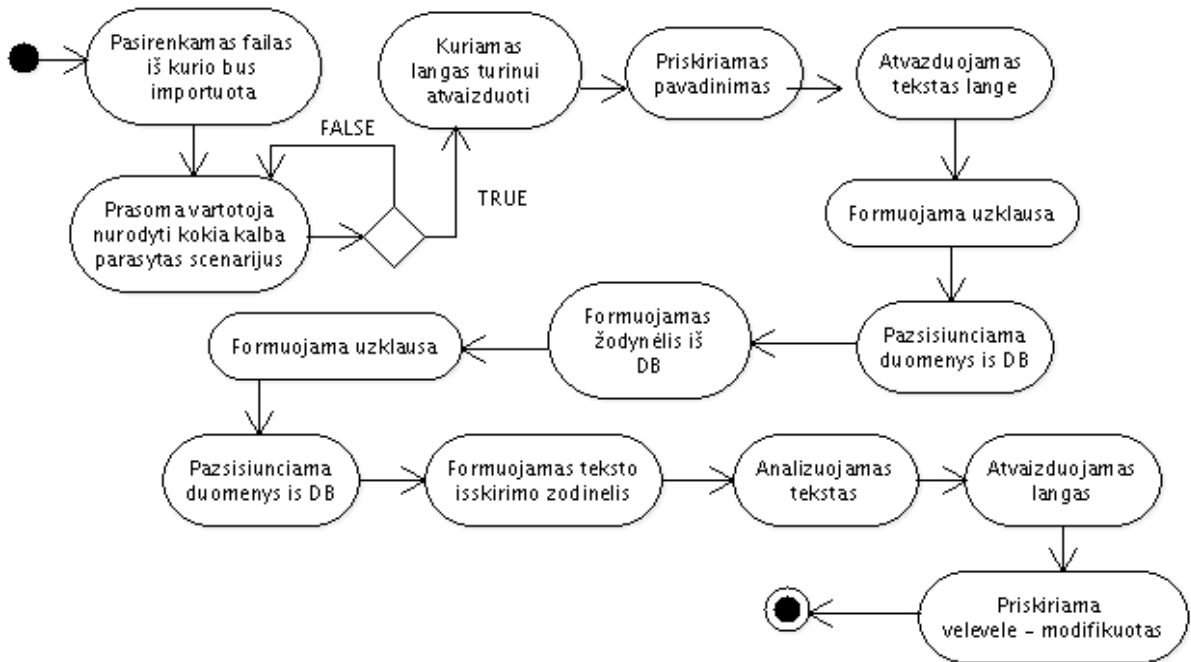 Pasirenkamas failas
iš kurio bus
importuota
Kuriamas
langas turinui
atvaizduoti
Priskiriamas
pavadinimas
Atvazduojamas
tekstas lange
FALSE
TRUE
Prasoma vartotoja
nurodyti kokia kalba
parasytas scenarijus
Formuojama uzklausa
Pazsisiunciama
duomenys is DB
Formuojamas
žodynėlis iš
DB
Formuojama uzklausa
Pazsisiunciama
duomenys is DB
Formuojamas teksto
isskirimo zodinelis
Analizuojamas
tekstas
Atvaizduojamas
langas
Priskiriama
velevele – modifikuotas